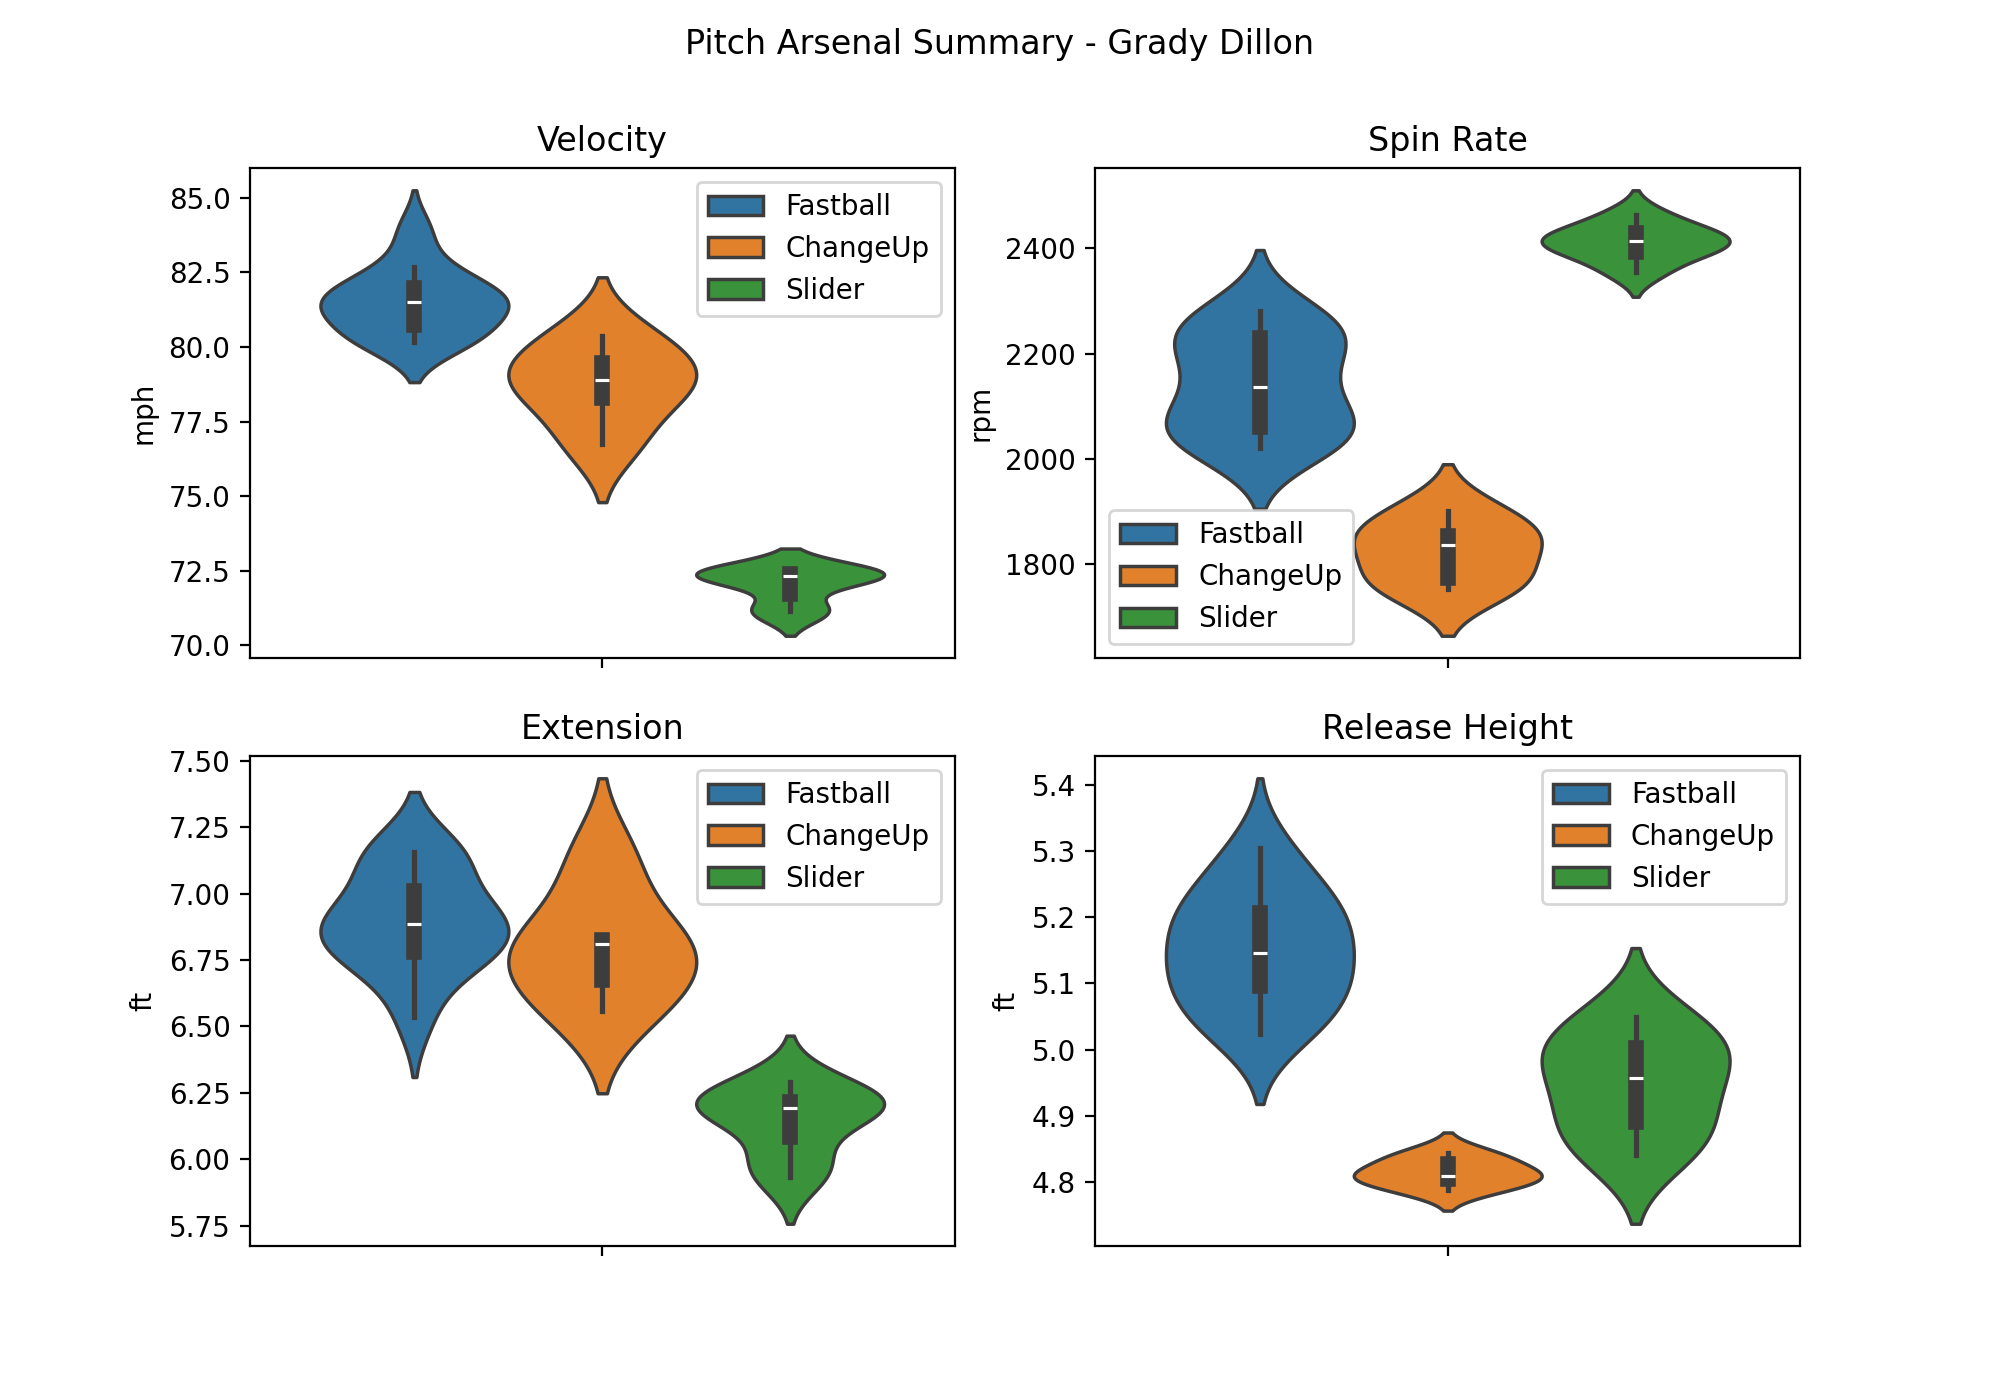 Pitch Arsenal Summary - Grady Dillon
Velocity
mph
85.0
82.5
80.0
77.5
75.0
72.5
70.0
Fastball
ChangeUp
Slider
Spin Rate
rpm
2400
2200
2000
1800
Fastball
ChangeUp
Slider
Extension
ft
7.50
7.25
7.00
6.75
6.50
6.25
6.00
5.75
Fastball
ChangeUp
Slider
Release Height
ft
5.4
5.3
5.2
5.1
5.0
4.9
4.8
Fastball
ChangeUp
Slider